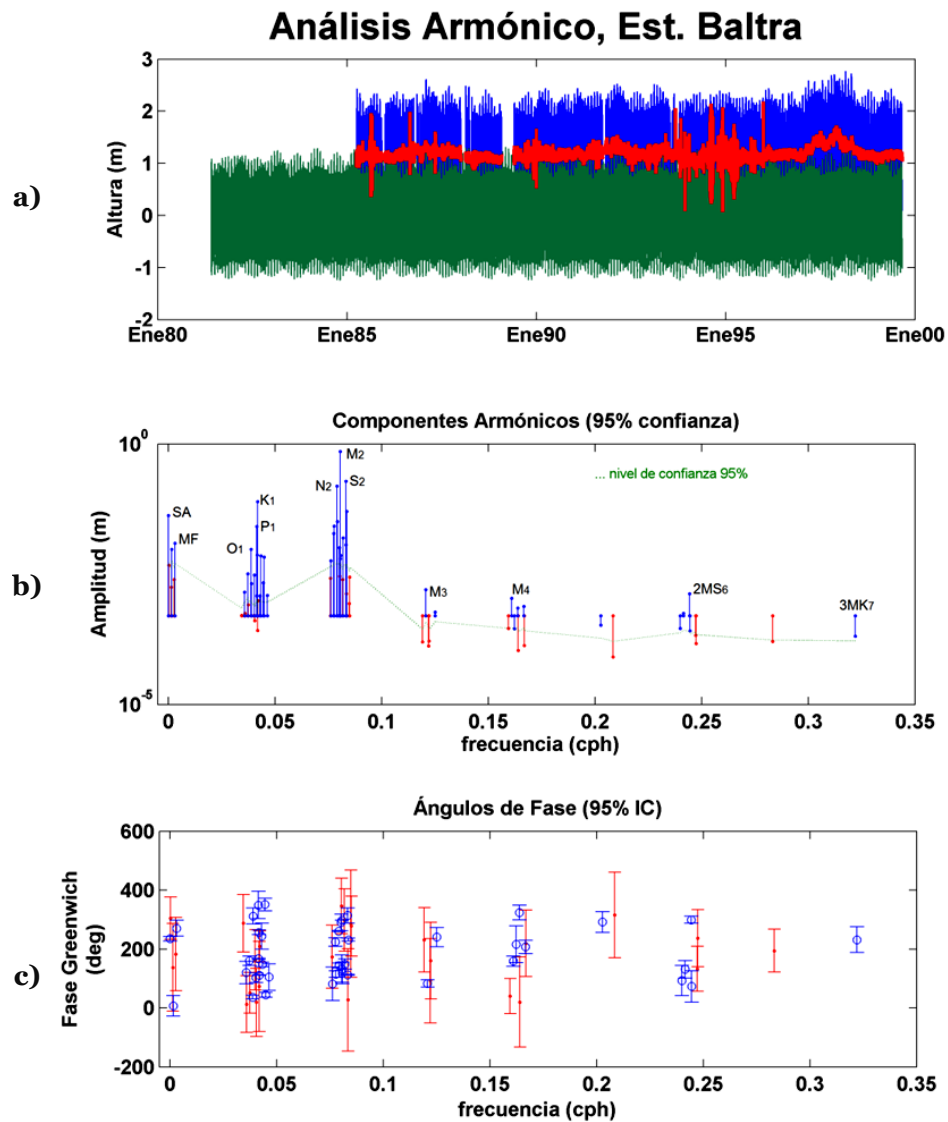 Análisis Armónico, Est. Baltra
a)
Altura (m)
3
2
1
0
-1
-2
Ene80 Ene85 Ene90 Ene95 Ene00
b)
Componentes Armónicos (95% confianza)
Amplitud (m)
10^0
10^-5
... nivel de confianza 95%
SA
MF
O1
K1
P1
N2
M2
S2
M3
M4
2MS6
3MK7
0 0.05 0.1 0.15 0.2 0.25 0.3 0.35
frecuencia (cph)
c)
Ángulos de Fase (95% IC)
Fase Greenwich
(deg)
600
400
200
0
-200
0 0.05 0.1 0.15 0.2 0.25 0.3 0.35
frecuencia (cph)